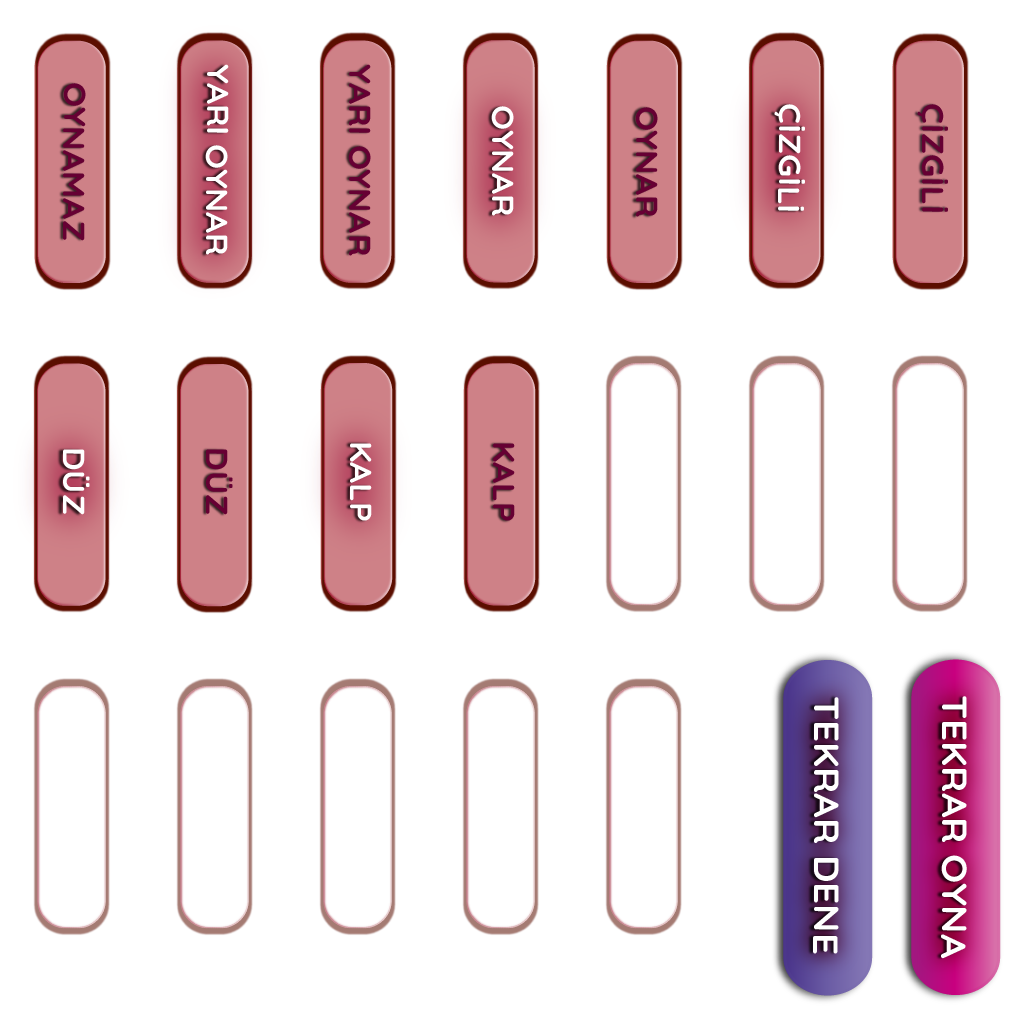 OYNAMAZ
YARI OYNAR
YARI OYNAR
OYNAR
OYNAR
ÇİZGİLİ
ÇİZGİLİ
DÜZ
DÜZ
KALP
KALP
TEKRAR DENE
TEKRAR OYNA